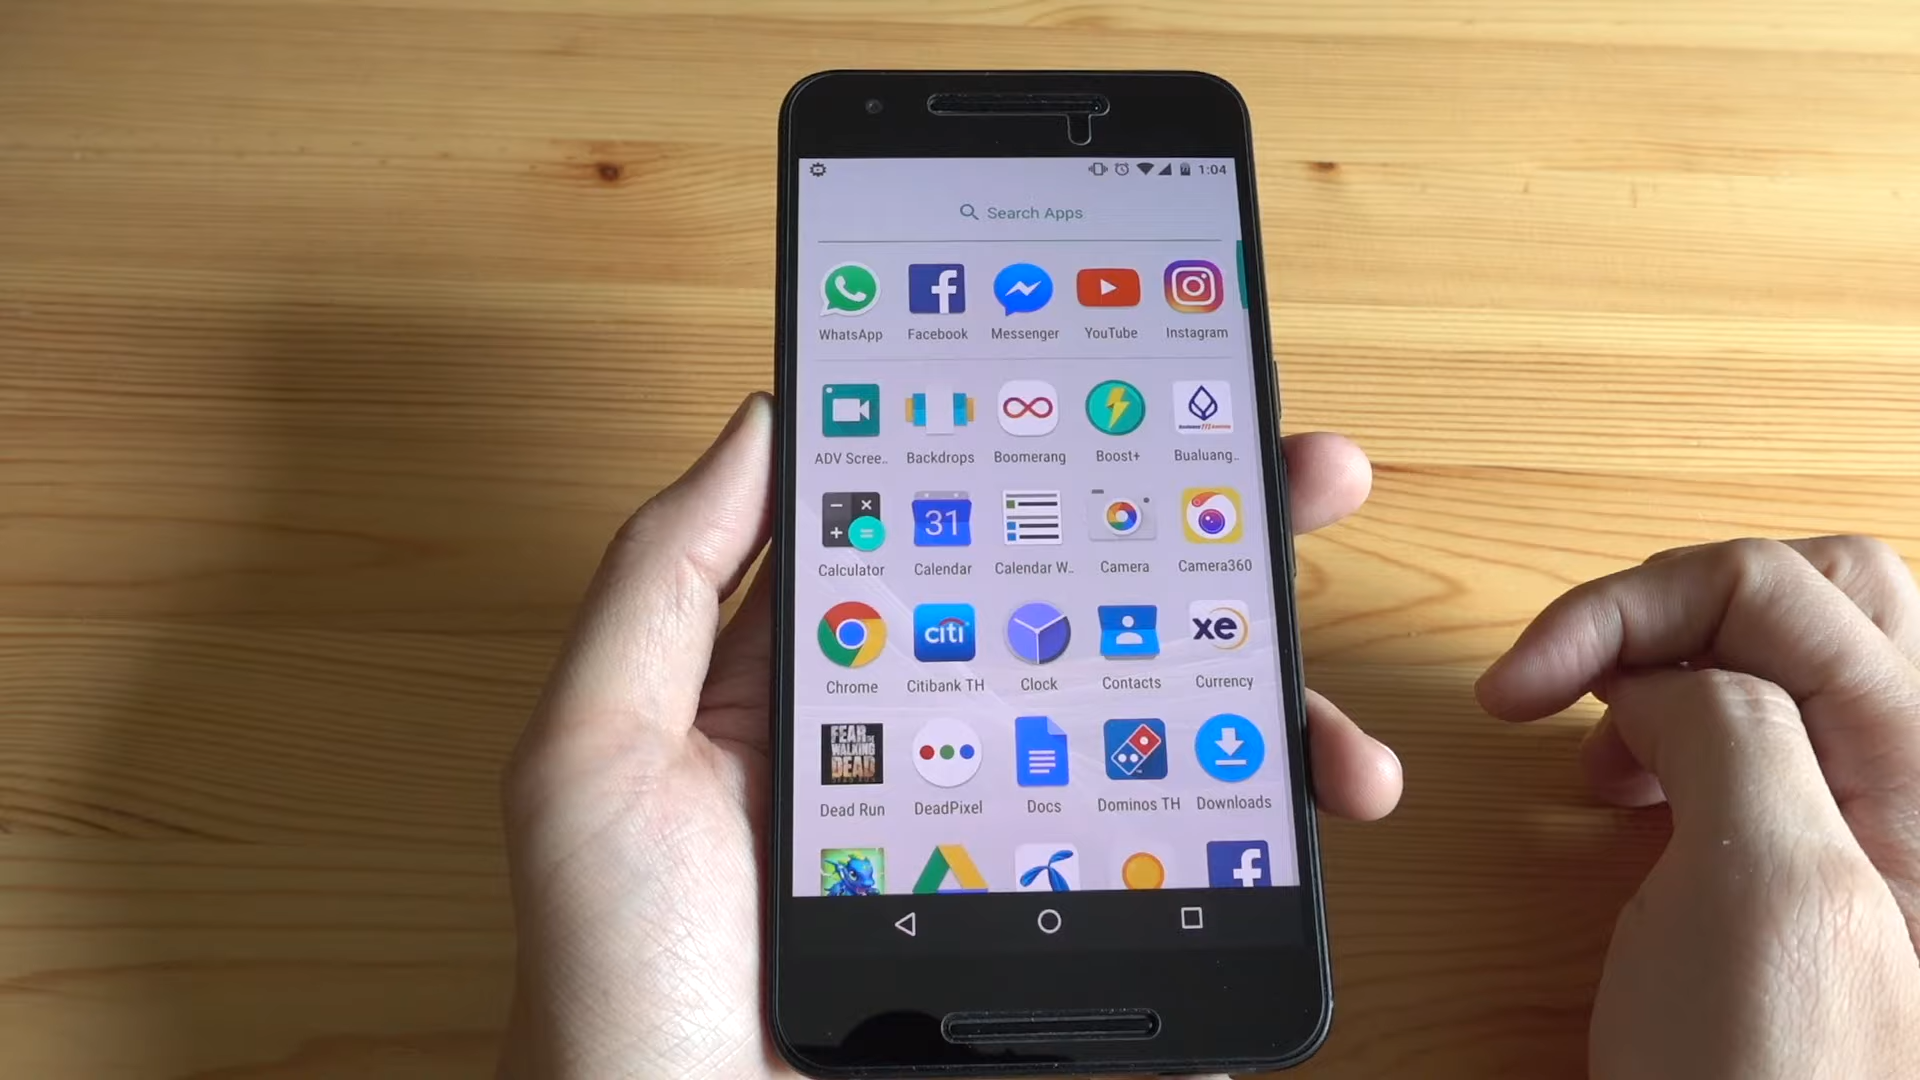 1:04
Search Apps
WhatsApp Facebook Messenger YouTube Instagram
ADV Scree.. Backdrops Boomerang Boost+ Bualuang..
31
Calculator Calendar Calendar W.. Camera Camera360
citi xe
Chrome Citibank TH Clock Contacts Currency
FEAR THE
WALKING
DEAD
Dead Run DeadPixel Docs Dominos TH Downloads